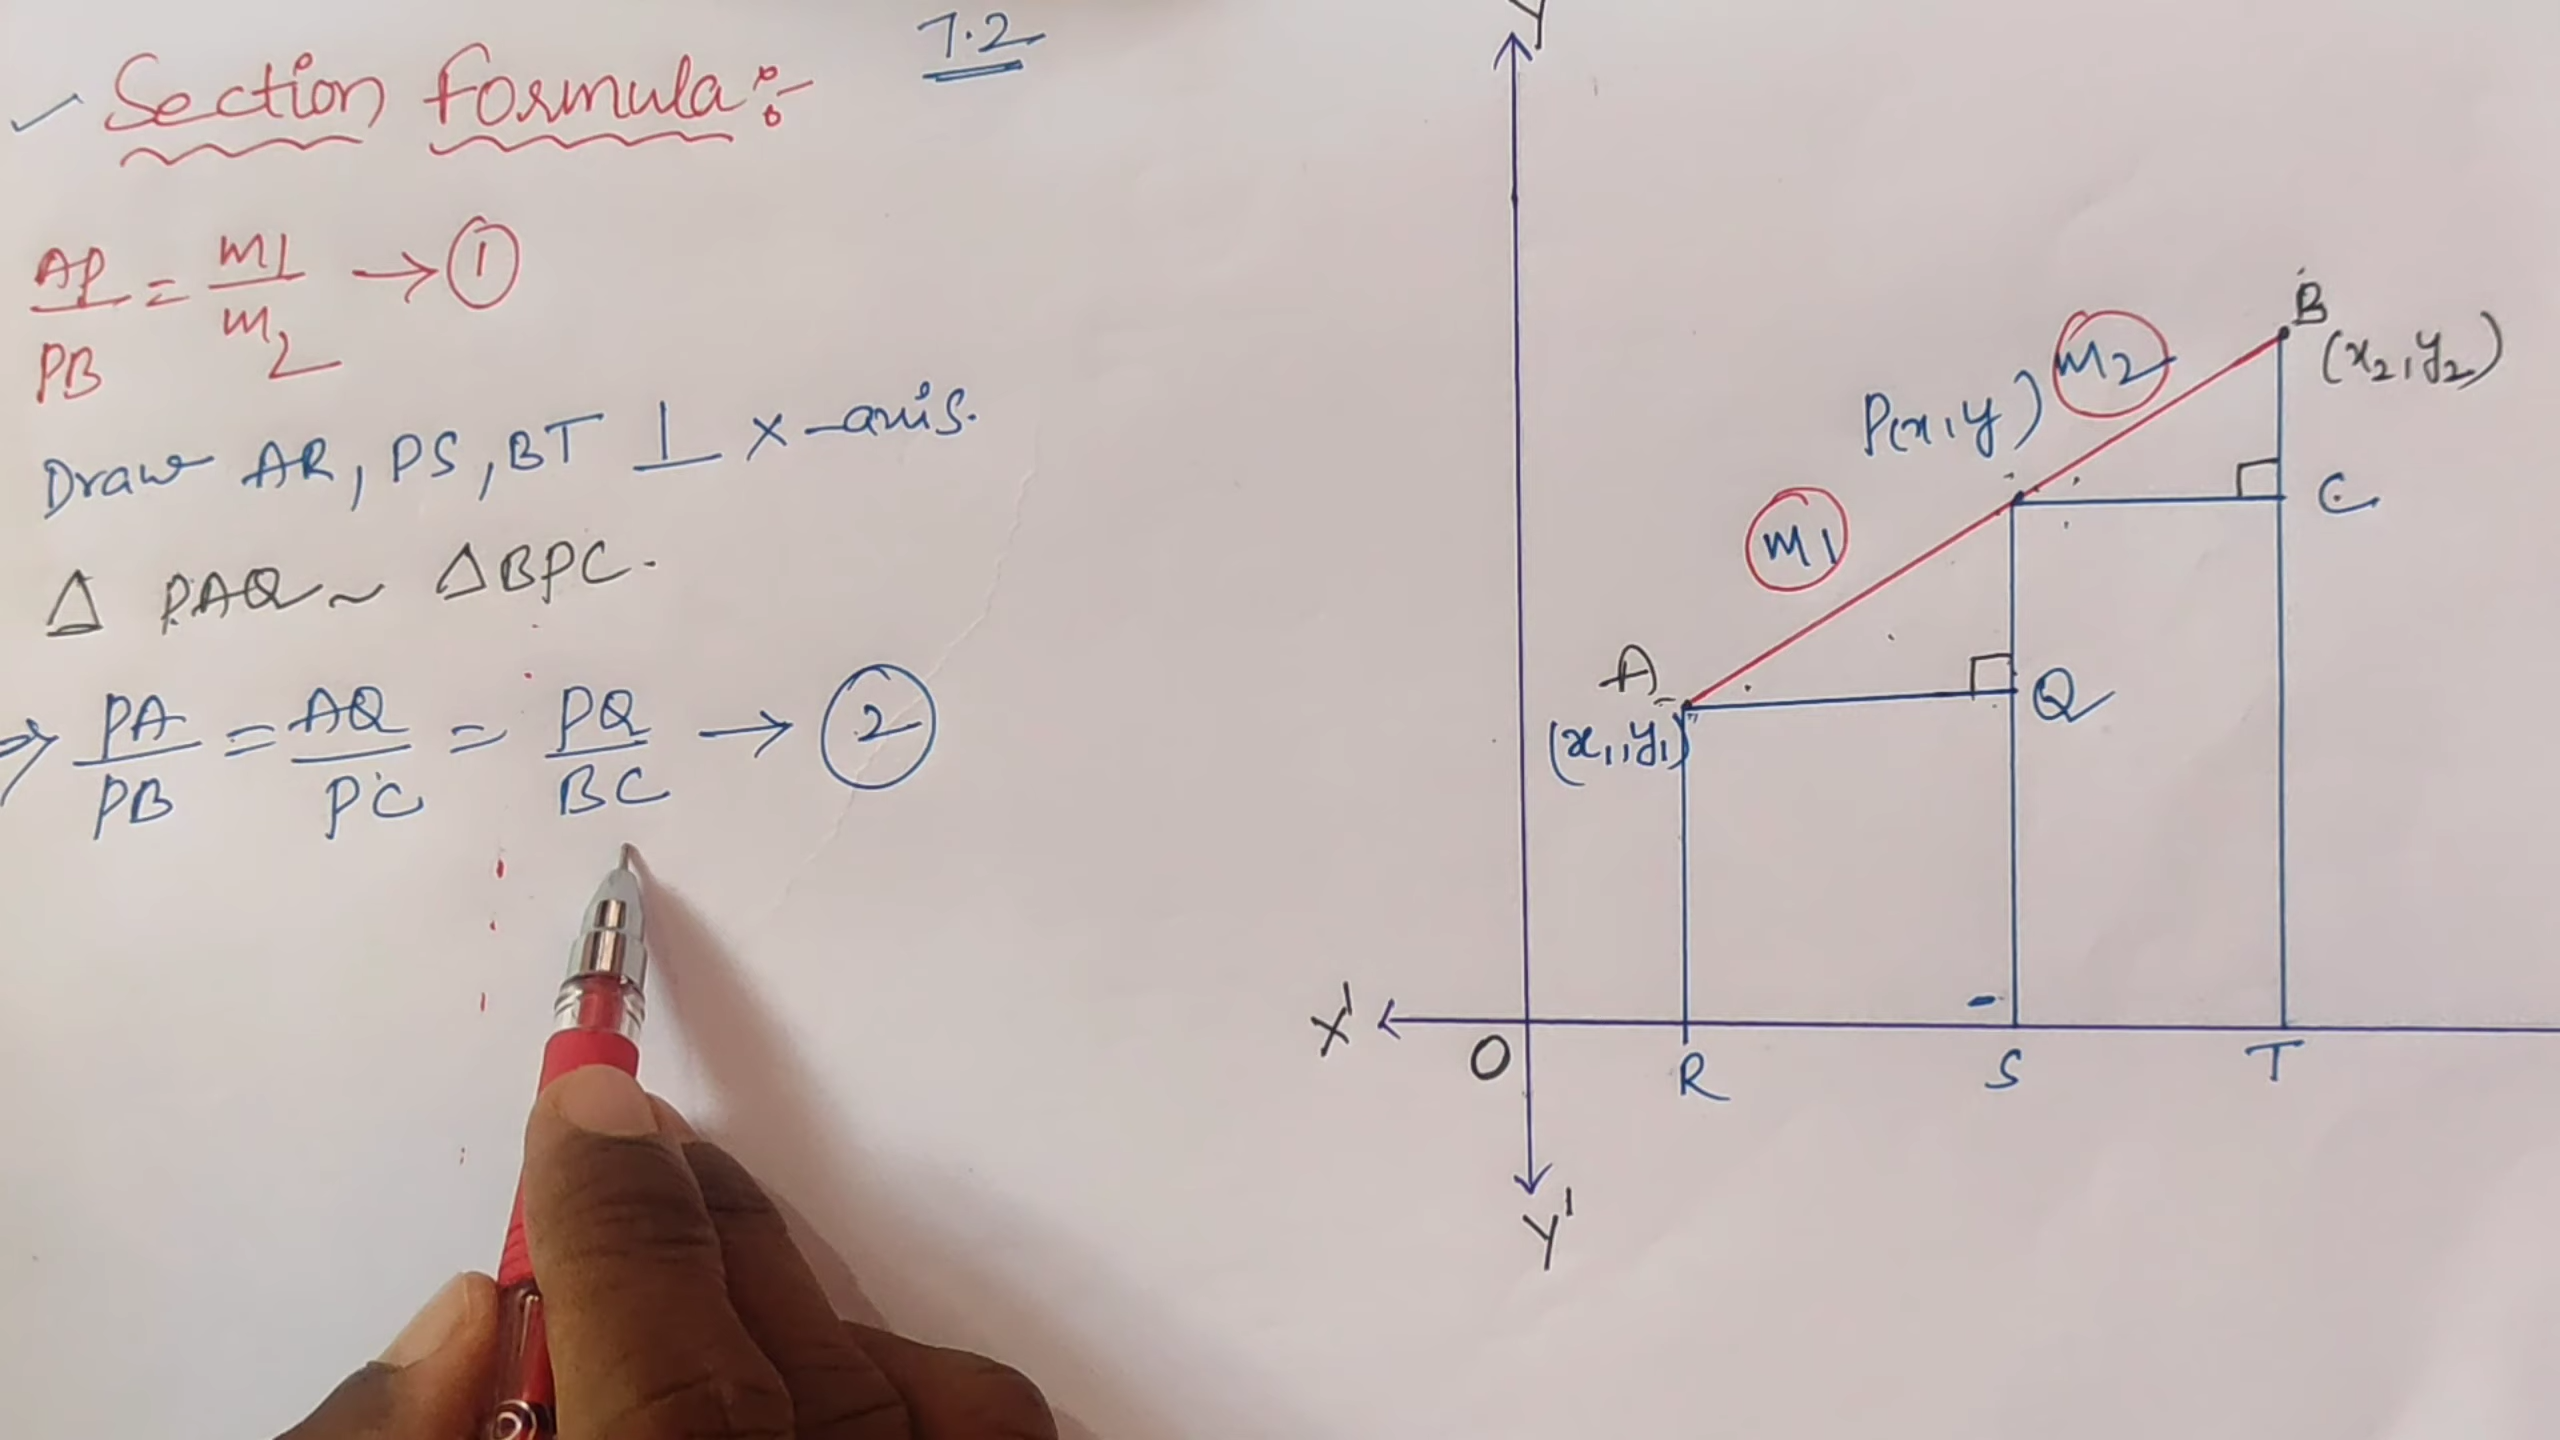 Section formula:-
7.2
AP/PB = m1/m2 → ①
Draw AR, PS, BT ⊥ x-axis.
Δ PAQ ~ ΔBPC.
⇒ PA/PB = AQ/PC = PQ/BC → ②
Y
B
(x2, y2)
m2
P(x, y)
C
m1
A
(x1, y1)
Q
X'
O
R
S
T
Y'